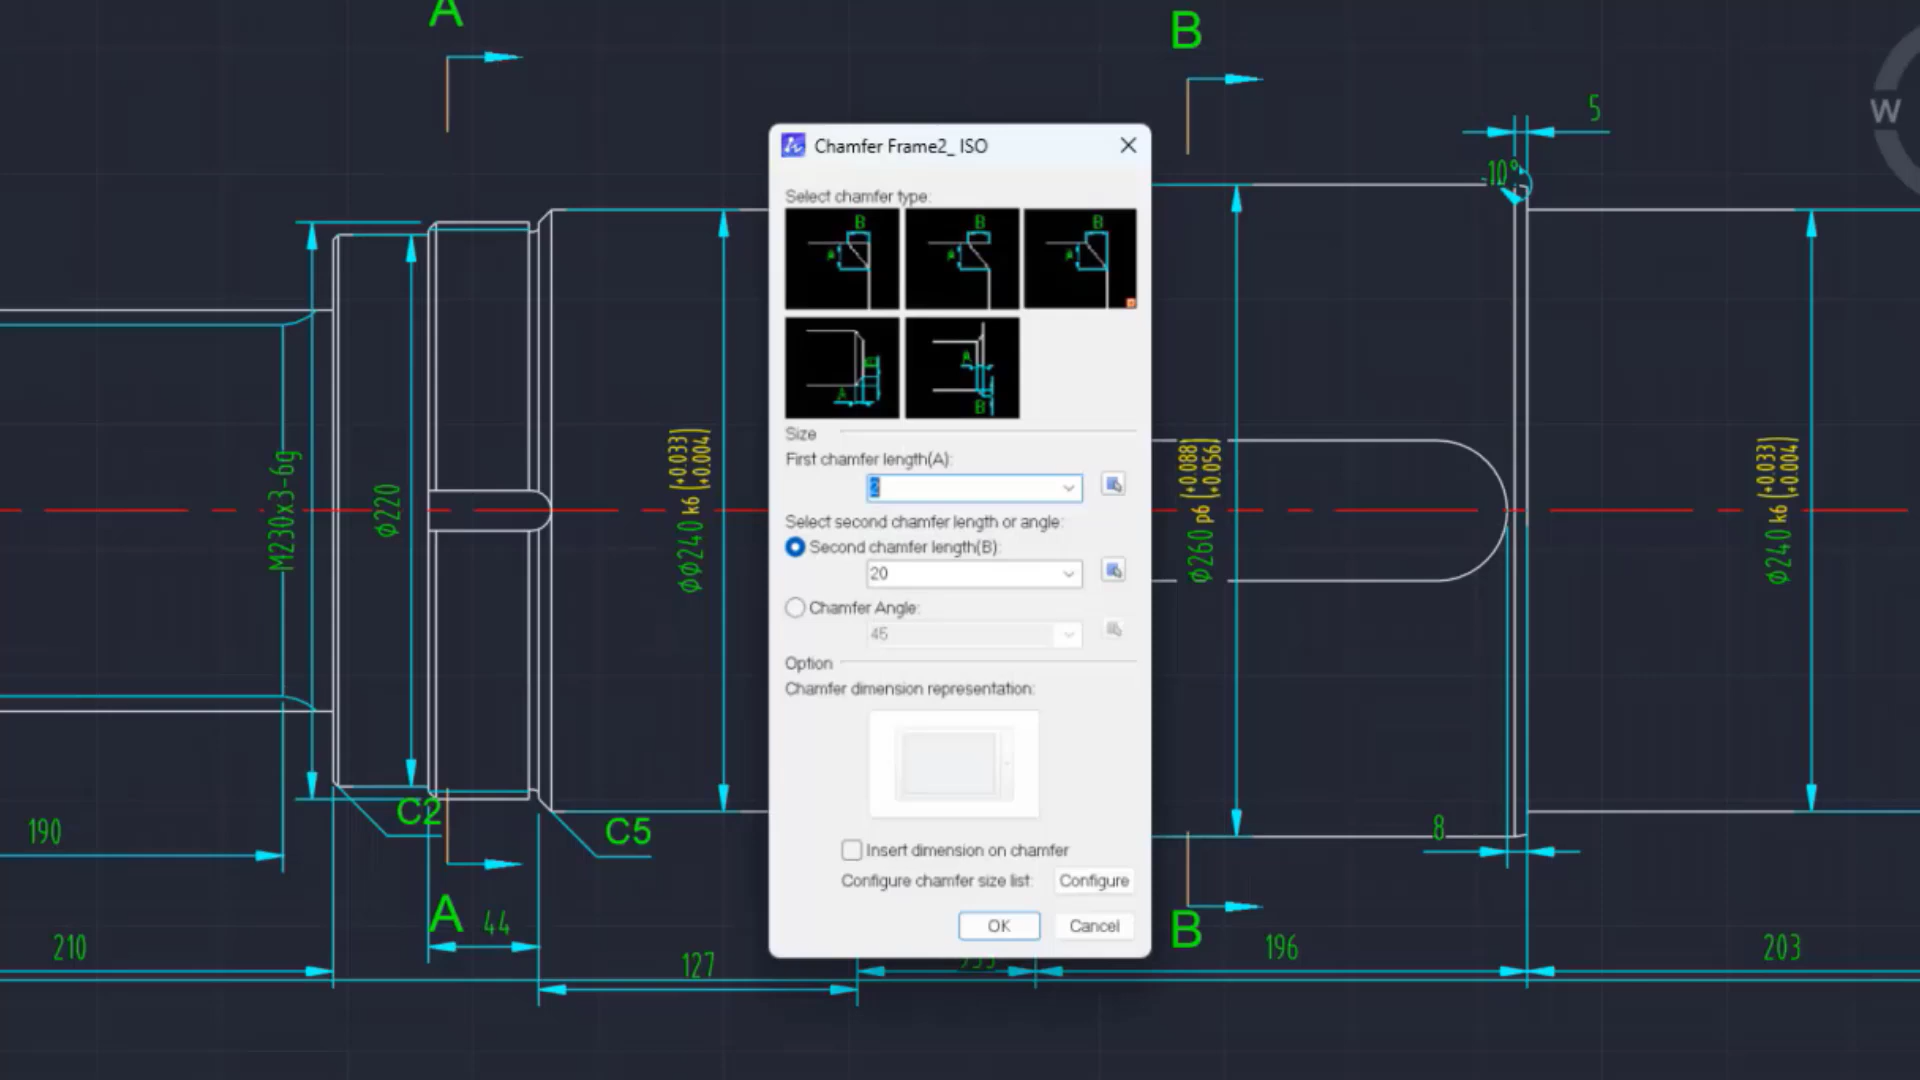 A
B
5
W
Chamfer Frame2_ ISO
10°
Select chamfer type:
B
A
B
A
B
A
A
A
B
Size
First chamfer length(A):
2
Select second chamfer length or angle:
Second chamfer length(B):
20
Chamfer Angle:
45
Option
Chamfer dimension representation:
Insert dimension on chamfer
Configure chamfer size list:
Configure
OK
Cancel
M230x3-6g
ϕ220
ϕϕ240 k6 (+0.033 +0.004)
ϕ260 p6 (+0.088 +0.056)
ϕ240 k6 (+0.033 +0.004)
C2
C5
8
190
A
44
B
210
127
196
203